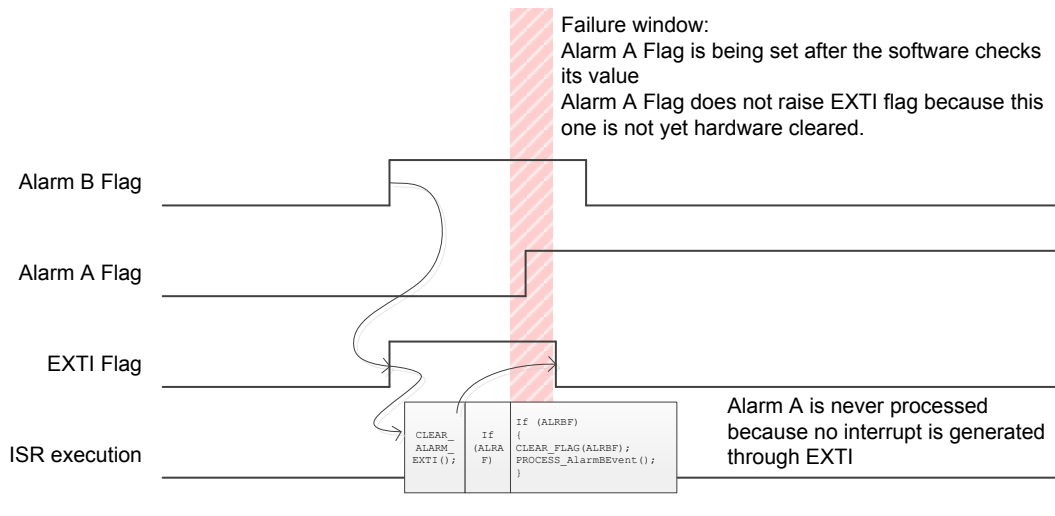 Failure window:
Alarm A Flag is being set after the software checks
its value
Alarm A Flag does not raise EXTI flag because this
one is not yet hardware cleared.
Alarm B Flag
Alarm A Flag
EXTI Flag
ISR execution
CLEAR_
ALARM_
EXTI();
If
(ALRA
F)
If (ALRBF)
{
CLEAR_FLAG(ALRBF);
PROCESS_AlarmBEvent();
}
Alarm A is never processed
because no interrupt is generated
through EXTI